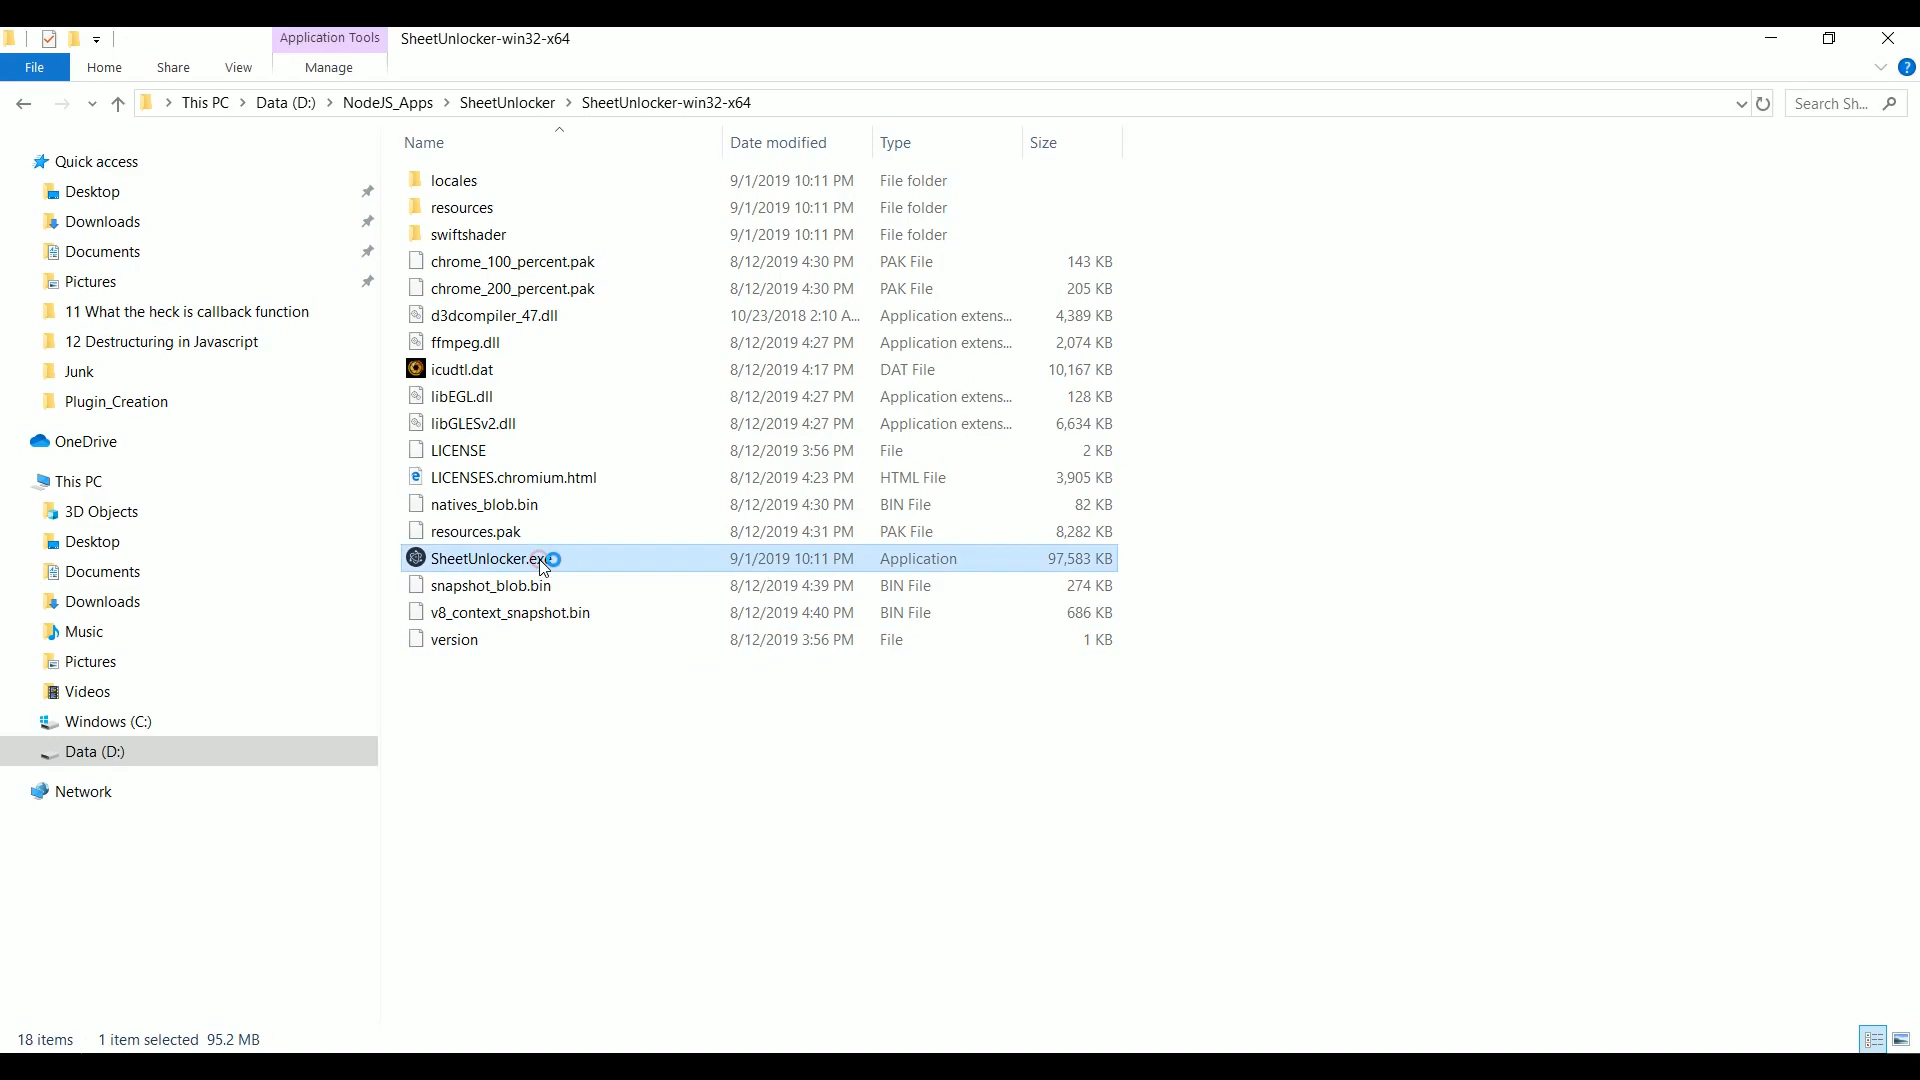 Application Tools SheetUnlocker-win32-x64
File Home Share View Manage
This PC Data (D:) NodeJS_Apps SheetUnlocker SheetUnlocker-win32-x64 Search Sh...
Name Date modified Type Size
Quick access
Desktop
Downloads
Documents
Pictures
11 What the heck is callback function
12 Destructuring in Javascript
Junk
Plugin_Creation
OneDrive
This PC
3D Objects
Desktop
Documents
Downloads
Music
Pictures
Videos
Windows (C:)
Data (D:)
Network
locales 9/1/2019 10:11 PM File folder
resources 9/1/2019 10:11 PM File folder
swiftshader 9/1/2019 10:11 PM File folder
chrome_100_percent.pak 8/12/2019 4:30 PM PAK File 143 KB
chrome_200_percent.pak 8/12/2019 4:30 PM PAK File 205 KB
d3dcompiler_47.dll 10/23/2018 2:10 A... Application extens... 4,389 KB
ffmpeg.dll 8/12/2019 4:27 PM Application extens... 2,074 KB
icudtl.dat 8/12/2019 4:17 PM DAT File 10,167 KB
libEGL.dll 8/12/2019 4:27 PM Application extens... 128 KB
libGLESv2.dll 8/12/2019 4:27 PM Application extens... 6,634 KB
LICENSE 8/12/2019 3:56 PM File 2 KB
LICENSES.chromium.html 8/12/2019 4:23 PM HTML File 3,905 KB
natives_blob.bin 8/12/2019 4:30 PM BIN File 82 KB
resources.pak 8/12/2019 4:31 PM PAK File 8,282 KB
SheetUnlocker.exe 9/1/2019 10:11 PM Application 97,583 KB
snapshot_blob.bin 8/12/2019 4:39 PM BIN File 274 KB
v8_context_snapshot.bin 8/12/2019 4:40 PM BIN File 686 KB
version 8/12/2019 3:56 PM File 1 KB
18 items 1 item selected 95.2 MB